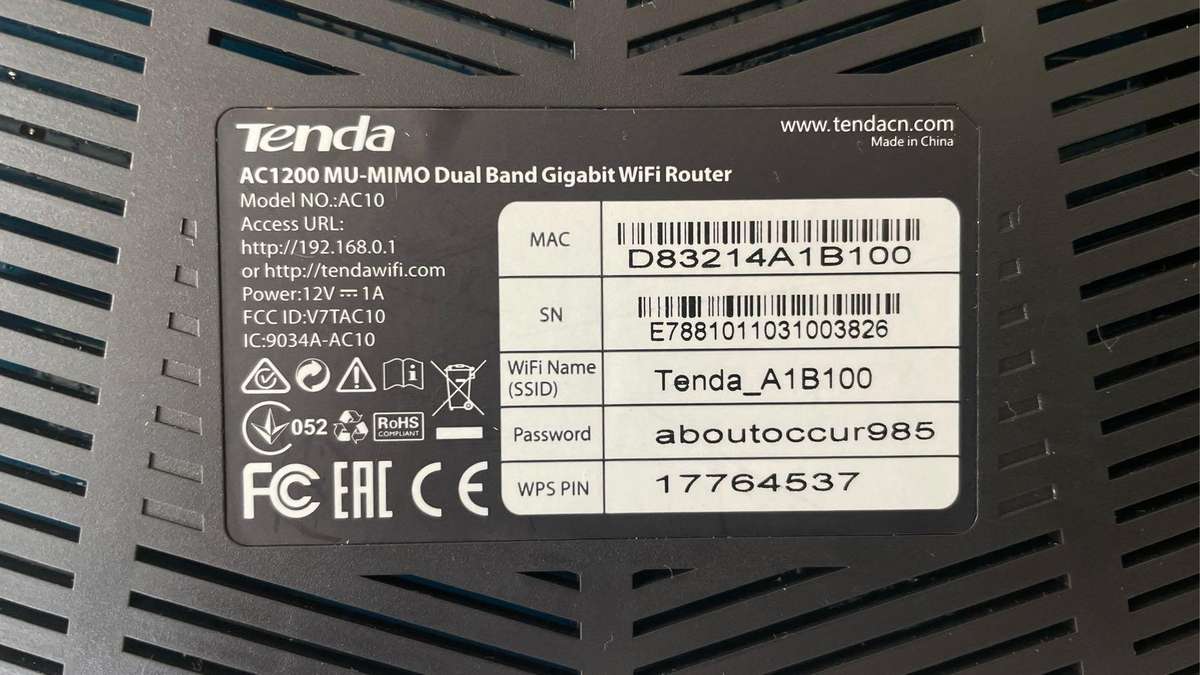 Tenda
www.tendacn.com
Made in China
AC1200 MU-MIMO Dual Band Gigabit WiFi Router
Model NO.:AC10
Access URL:
http://192.168.0.1
or http://tendawifi.com
Power:12V ⎓ 1A
FCC ID:V7TAC10
IC:9034A-AC10
052
RoHS
COMPLIANT
FC EAC CE
MAC
D83214A1B100
SN
E7881011031003826
WiFi Name
(SSID)
Tenda_A1B100
Password
aboutoccur985
WPS PIN
17764537